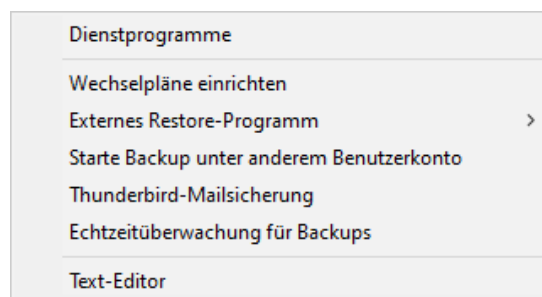 Dienstprogramme
Wechselpläne einrichten
Externes Restore-Programm
Starte Backup unter anderem Benutzerkonto
Thunderbird-Mailsicherung
Echtzeitüberwachung für Backups
Text-Editor